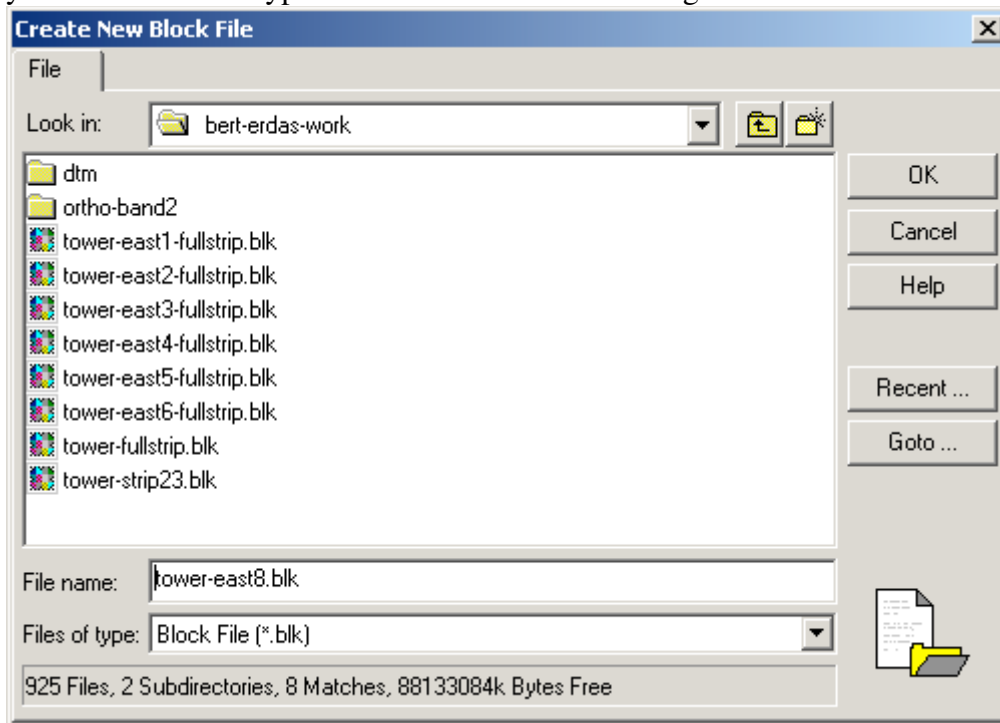 Create New Block File
File
Look in: bert-erdas-work
dtm
OK
ortho-band2
tower-east1-fullstrip.blk
Cancel
tower-east2-fullstrip.blk
Help
tower-east3-fullstrip.blk
tower-east4-fullstrip.blk
tower-east5-fullstrip.blk
Recent ...
tower-east6-fullstrip.blk
tower-fullstrip.blk
Goto ...
tower-strip23.blk
File name: tower-east8.blk
Files of type: Block File (*.blk)
925 Files, 2 Subdirectories, 8 Matches, 88133084k Bytes Free